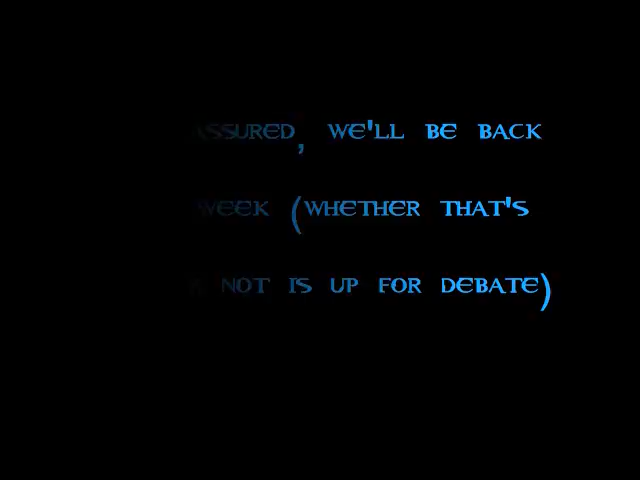 ASSURED, WE'LL BE BACK
WEEK (WHETHER THAT'S
NOT IS UP FOR DEBATE)